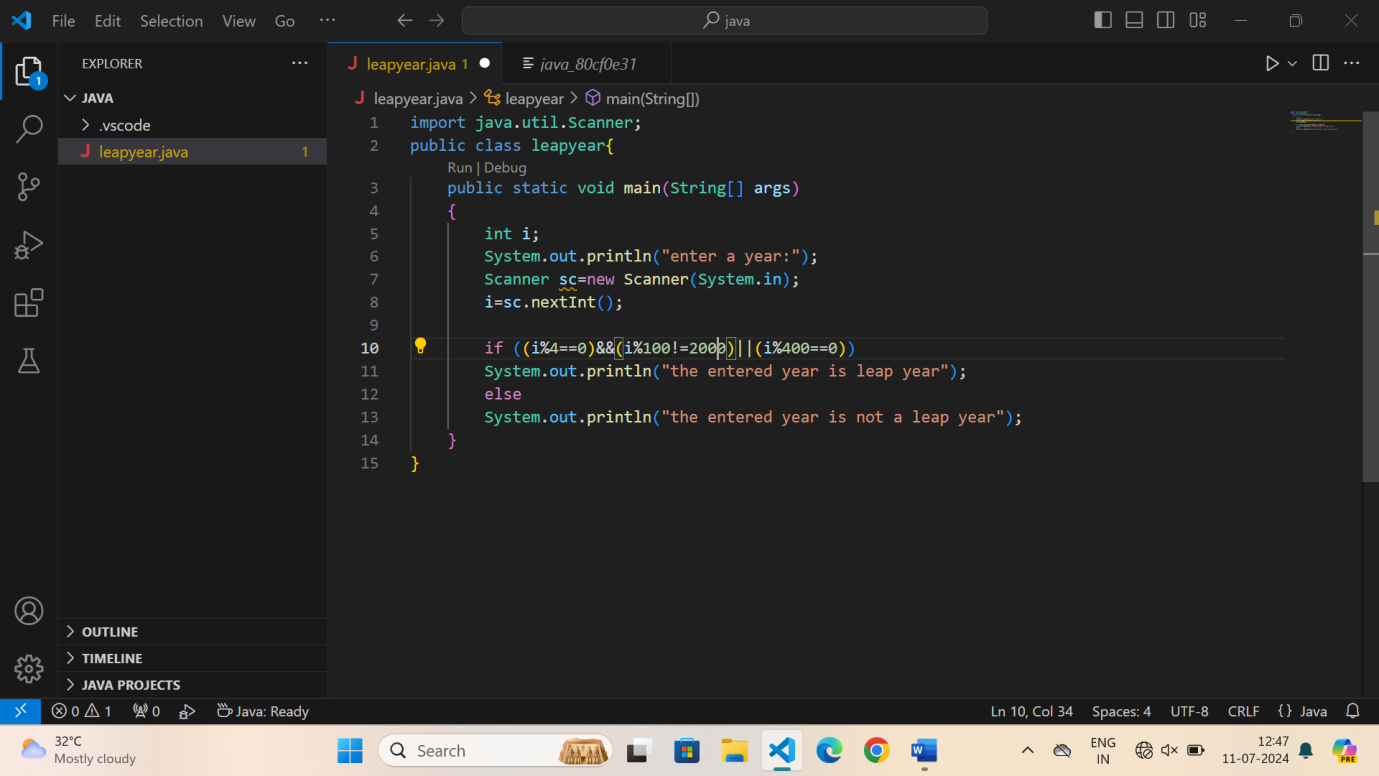 File Edit Selection View Go ··· java
EXPLORER ···
JAVA
.vscode
leapyear.java 1
OUTLINE
TIMELINE
JAVA PROJECTS
1
leapyear.java 1 java_80cf0e31
leapyear.java > leapyear > main(String[])
1 import java.util.Scanner;
2 public class leapyear{
Run | Debug
3 public static void main(String[] args)
4 {
5 int i;
6 System.out.println("enter a year:");
7 Scanner sc=new Scanner(System.in);
8 i=sc.nextInt();
9
10 if ((i%4==0)&&(i%100!=2000)||(i%400==0))
11 System.out.println("the entered year is leap year");
12 else
13 System.out.println("the entered year is not a leap year");
14 }
15 }
0 1 0 Java: Ready Ln 10, Col 34 Spaces: 4 UTF-8 CRLF {} Java
32°C
Mostly cloudy
Search
ENG
IN
12:47
11-07-2024
PRE